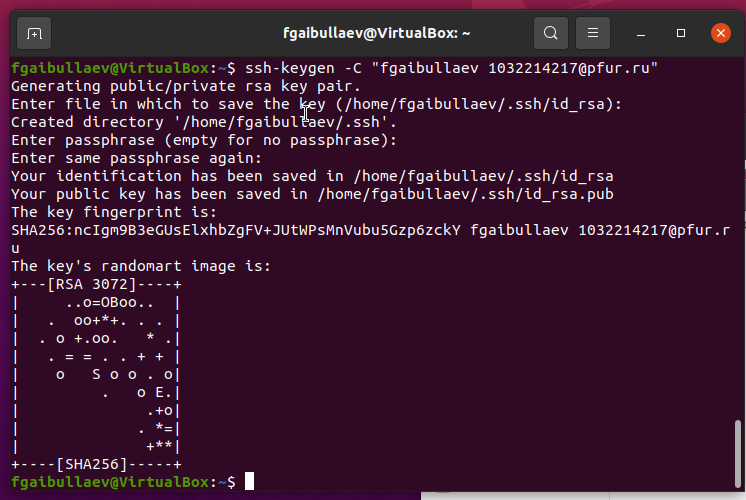 fgaibullaev@VirtualBox: ~
fgaibullaev@VirtualBox:~$ ssh-keygen -C "fgaibullaev 1032214217@pfur.ru"
Generating public/private rsa key pair.
Enter file in which to save the key (/home/fgaibullaev/.ssh/id_rsa):
Created directory '/home/fgaibullaev/.ssh'.
Enter passphrase (empty for no passphrase):
Enter same passphrase again:
Your identification has been saved in /home/fgaibullaev/.ssh/id_rsa
Your public key has been saved in /home/fgaibullaev/.ssh/id_rsa.pub
The key fingerprint is:
SHA256:ncIgm9B3eGUsElxhbZgFV+JUtWPsMnVubu5Gzp6zckY fgaibullaev 1032214217@pfur.r
u
The key's randomart image is:
+---[RSA 3072]----+
|     ..o=OBoo..  |
|   .  oo+*+. . . |
|  . o +.oo.   * .|
|   . = = . . + + |
|    o   S o o . o|
|         .   o E.|
|              .+o|
|             . *=|
|              +**|
+----[SHA256]-----+
fgaibullaev@VirtualBox:~$